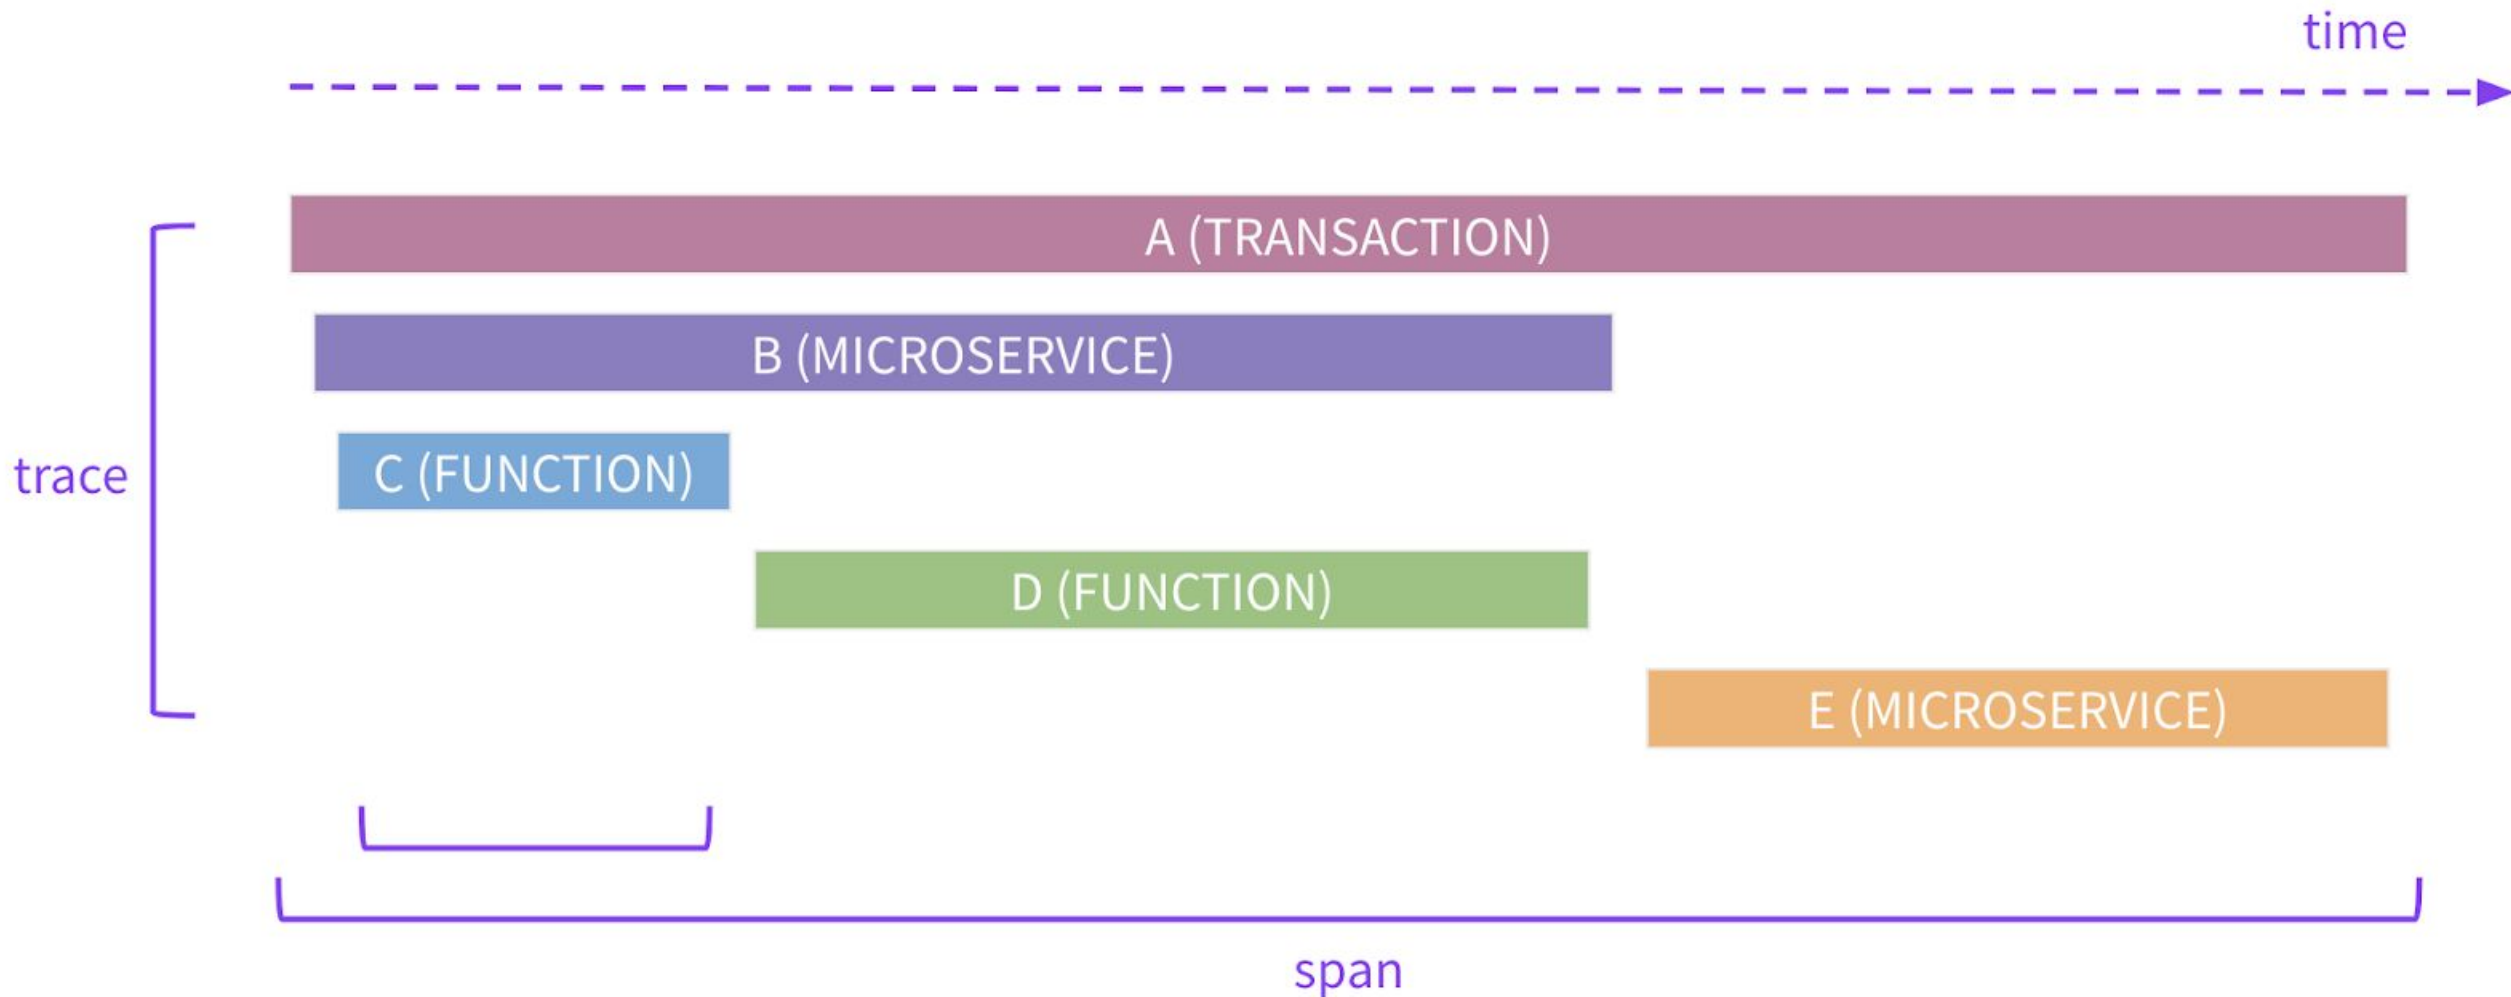 time
A (TRANSACTION)
B (MICROSERVICE)
C (FUNCTION)
trace
D (FUNCTION)
E (MICROSERVICE)
span